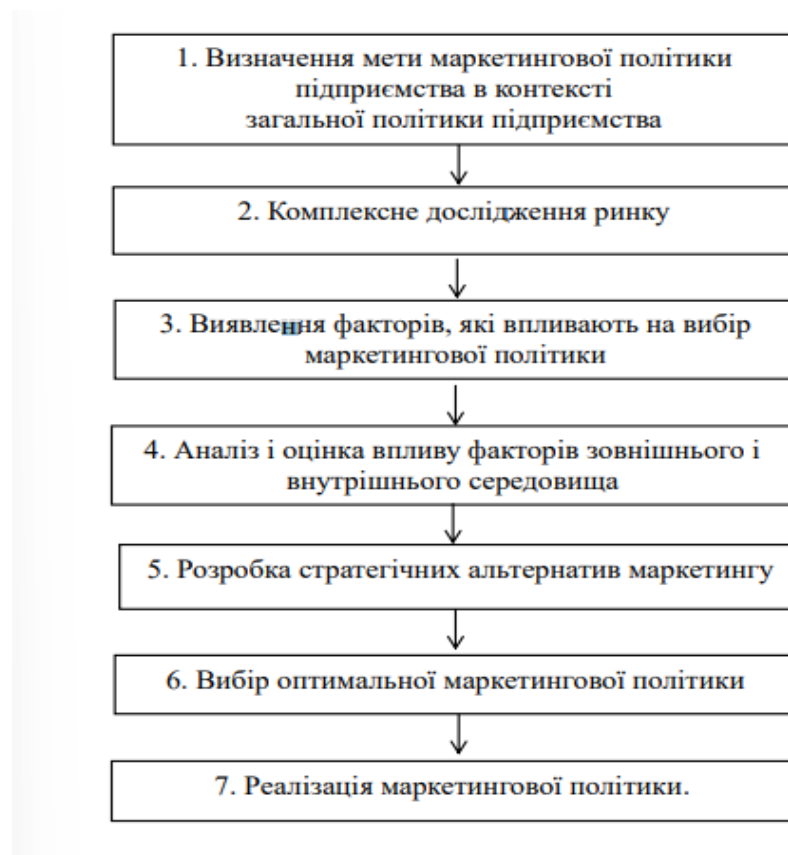 1. Визначення мети маркетингової політики
підприємства в контексті
загальної політики підприємства
2. Комплексне дослідження ринку
3. Виявлення факторів, які впливають на вибір
маркетингової політики
4. Аналіз і оцінка впливу факторів зовнішнього і
внутрішнього середовища
5. Розробка стратегічних альтернатив маркетингу
6. Вибір оптимальної маркетингової політики
7. Реалізація маркетингової політики.